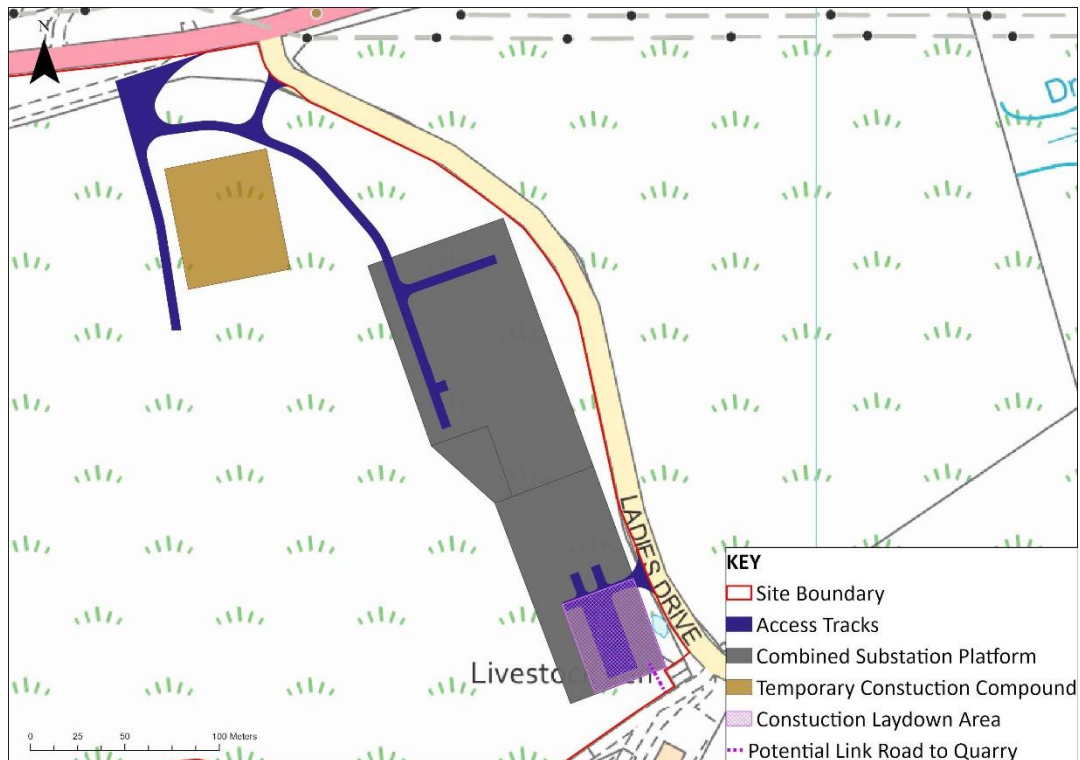 N
Dr
LADIES DRIVE
Livestock
KEY
Site Boundary
Access Tracks
Combined Substation Platform
Temporary Constuction Compound
Constuction Laydown Area
Potential Link Road to Quarry
0 25 50 100 Meters